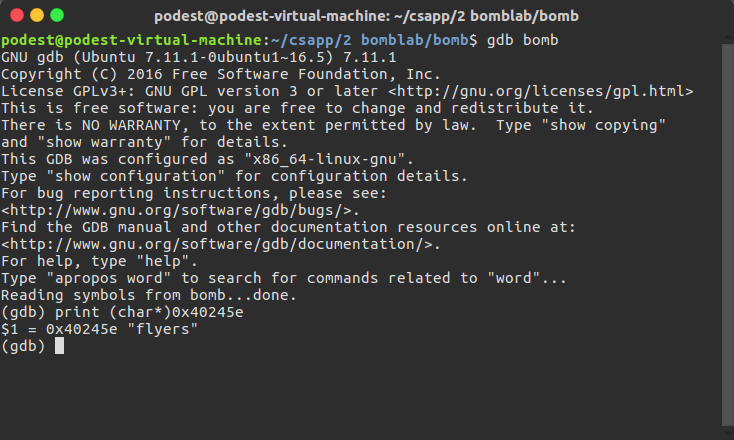 podest@podest-virtual-machine: ~/csapp/2 bomblab/bomb
podest@podest-virtual-machine:~/csapp/2 bomblab/bomb$ gdb bomb
GNU gdb (Ubuntu 7.11.1-0ubuntu1~16.5) 7.11.1
Copyright (C) 2016 Free Software Foundation, Inc.
License GPLv3+: GNU GPL version 3 or later <http://gnu.org/licenses/gpl.html>
This is free software: you are free to change and redistribute it.
There is NO WARRANTY, to the extent permitted by law.  Type "show copying"
and "show warranty" for details.
This GDB was configured as "x86_64-linux-gnu".
Type "show configuration" for configuration details.
For bug reporting instructions, please see:
<http://www.gnu.org/software/gdb/bugs/>.
Find the GDB manual and other documentation resources online at:
<http://www.gnu.org/software/gdb/documentation/>.
For help, type "help".
Type "apropos word" to search for commands related to "word"...
Reading symbols from bomb...done.
(gdb) print (char*)0x40245e
$1 = 0x40245e "flyers"
(gdb)